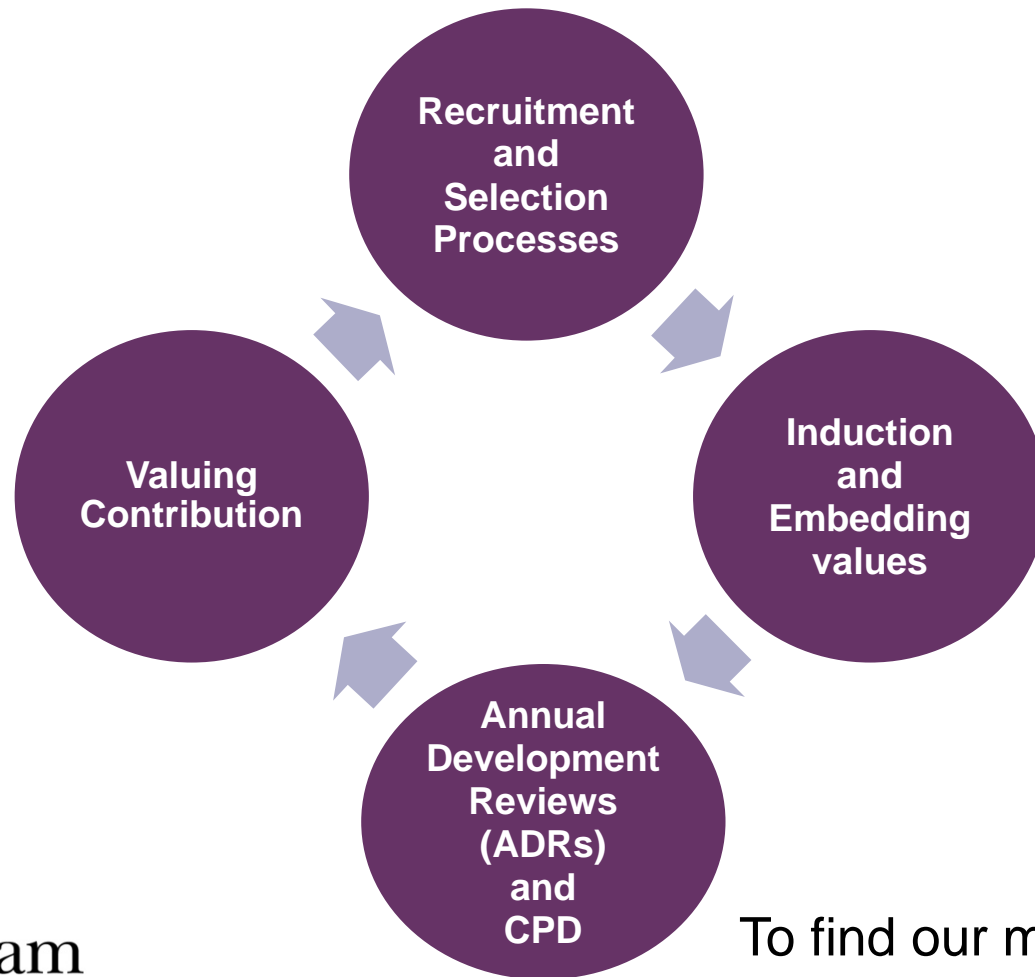 Recruitment
and
Selection
Processes
Valuing
Contribution
Induction
and
Embedding
values
Annual
Development
Reviews
(ADRs)
and
CPD
am
To find our m